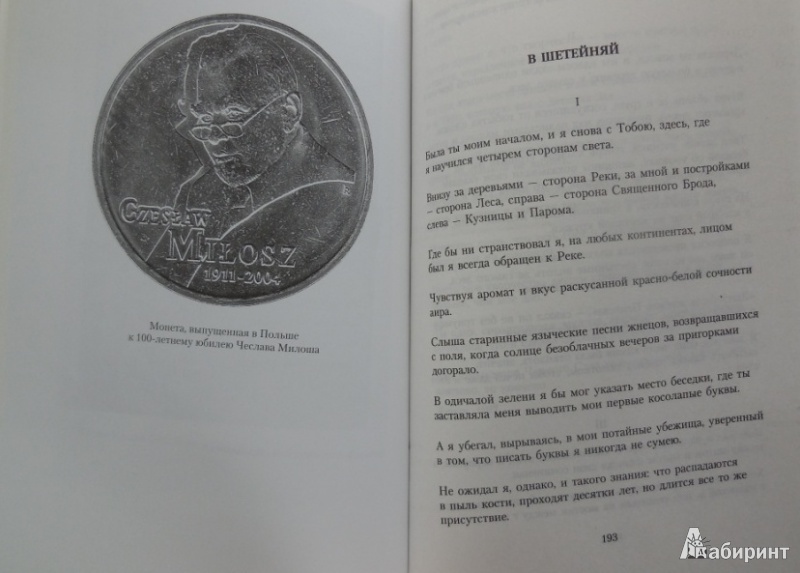 CZESŁAW
MIŁOSZ
1911-2004
Монета, выпущенная в Польше
к 100-летнему юбилею Чеслава Милоша
В ШЕТЕЙНЯЙ
I
Была ты моим началом, и я снова с Тобою, здесь, где
я научился четырем сторонам света.
Внизу за деревьями — сторона Реки, за мной и постройками
— сторона Леса, справа — сторона Священного Брода,
слева — Кузницы и Парома.
Где бы ни странствовал я, на любых континентах, лицом
был я всегда обращен к Реке.
Чувствуя аромат и вкус раскусанной красно-белой сочности
аира.
Слыша старинные языческие песни жнецов, возвращавшихся
с поля, когда солнце безоблачных вечеров за пригорками
догорало.
В одичалой зелени я бы мог указать место беседки, где ты
заставляла меня выводить мои первые косолапые буквы.
А я убегал, вырываясь, в мои потайные убежища, уверенный
в том, что писать буквы я никогда не сумею.
Не ожидал я, однако, и такого знания: что распадаются
в пыль кости, проходят десятки лет, но длится все то же
присутствие.
193
Лабиринт.ру